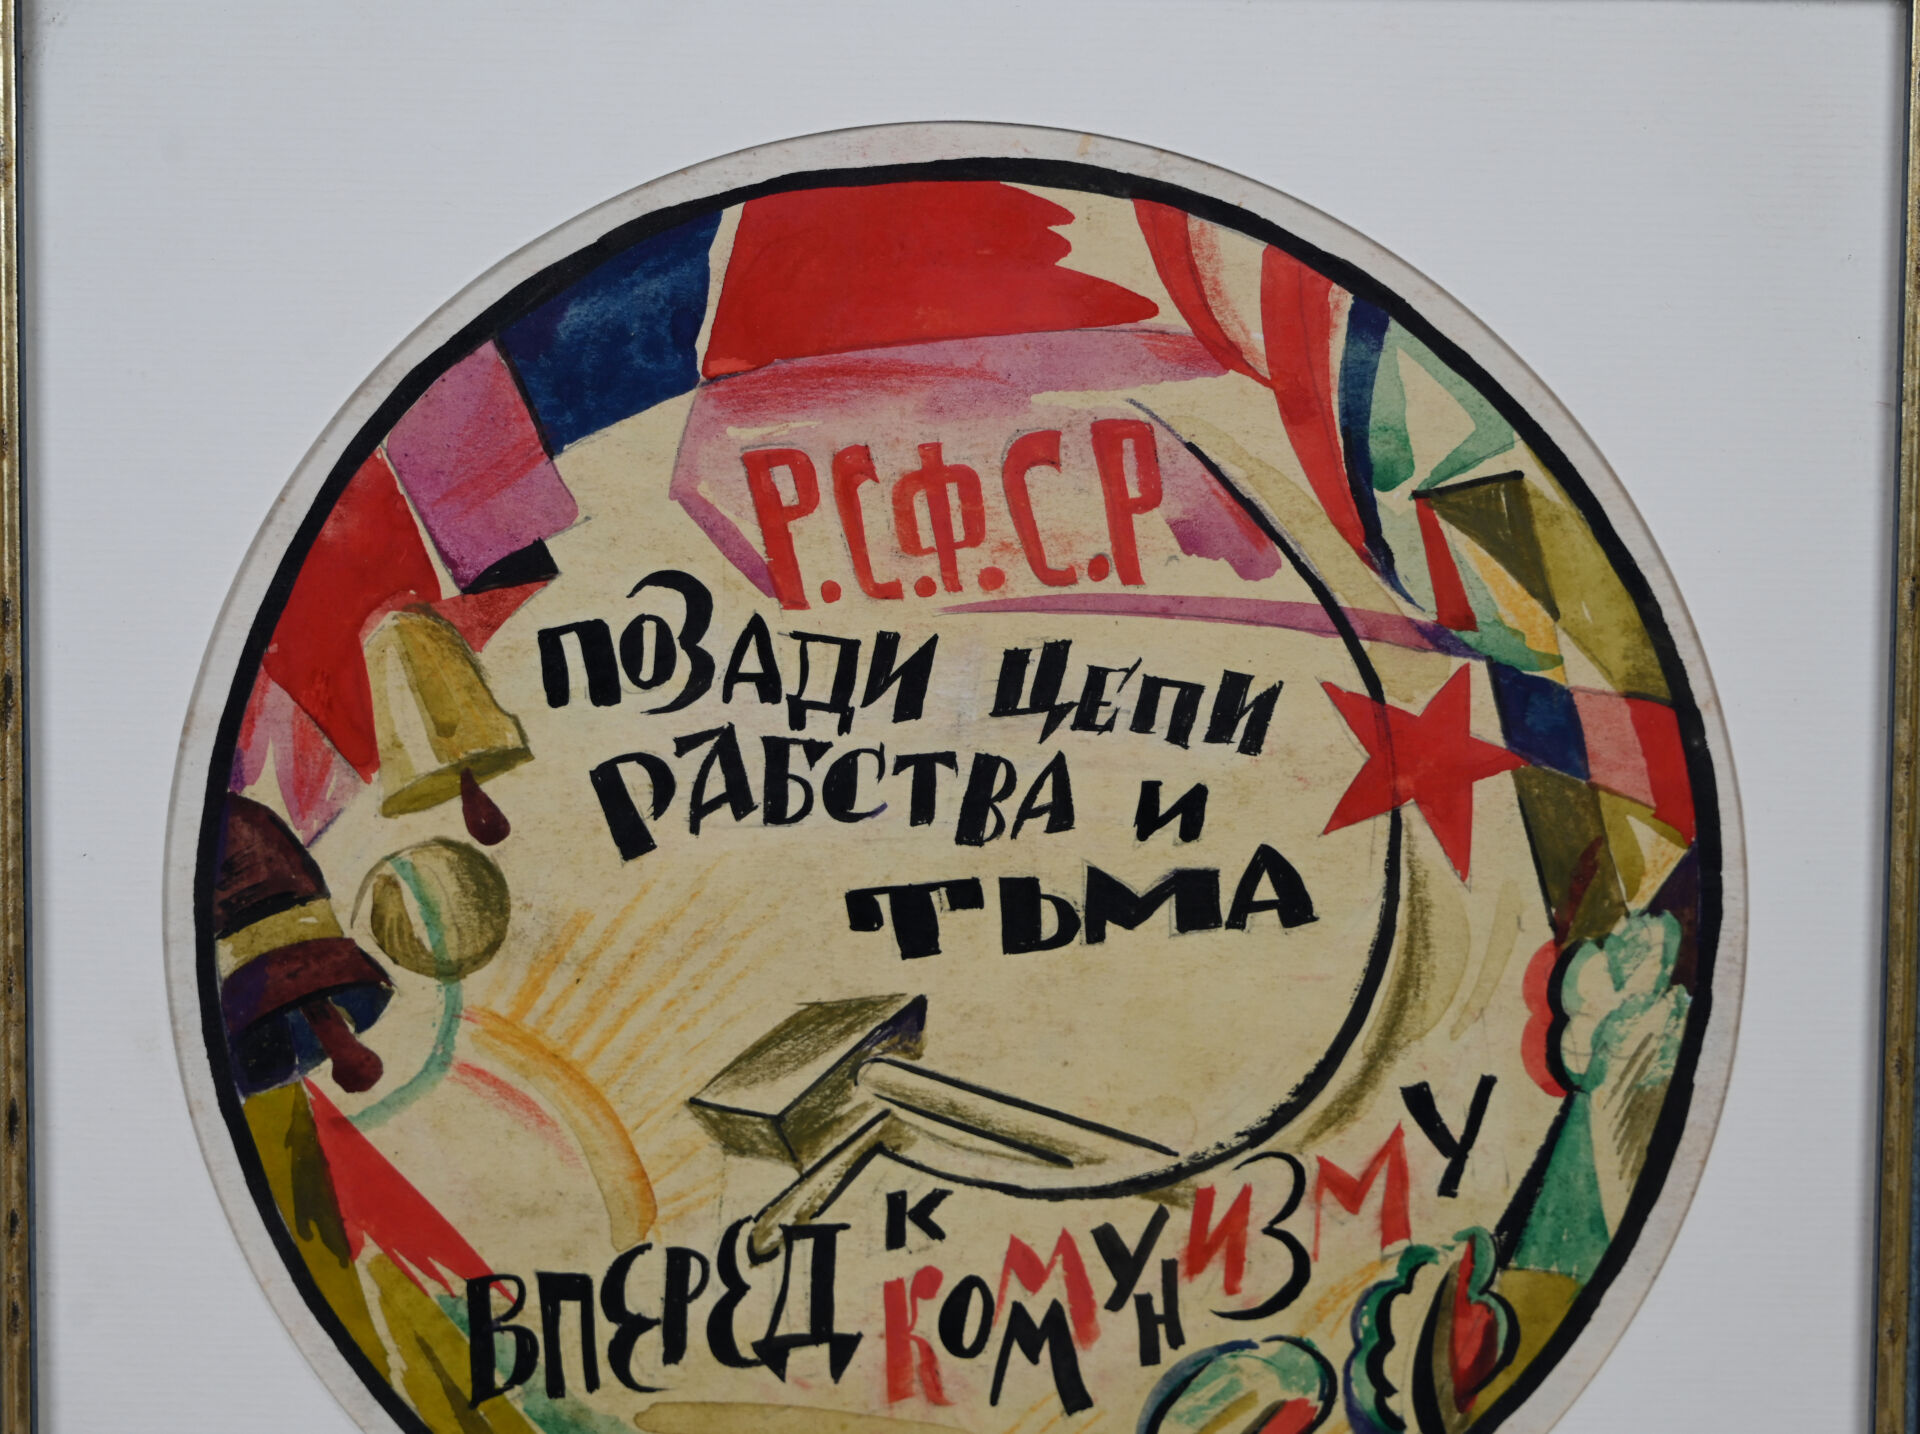 Р.С.Ф.С.Р
ПОЗАДИ ЦЕПИ
РАБСТВА И
ТЬМА
ВПЕРЕД К КОММУНИЗМУ